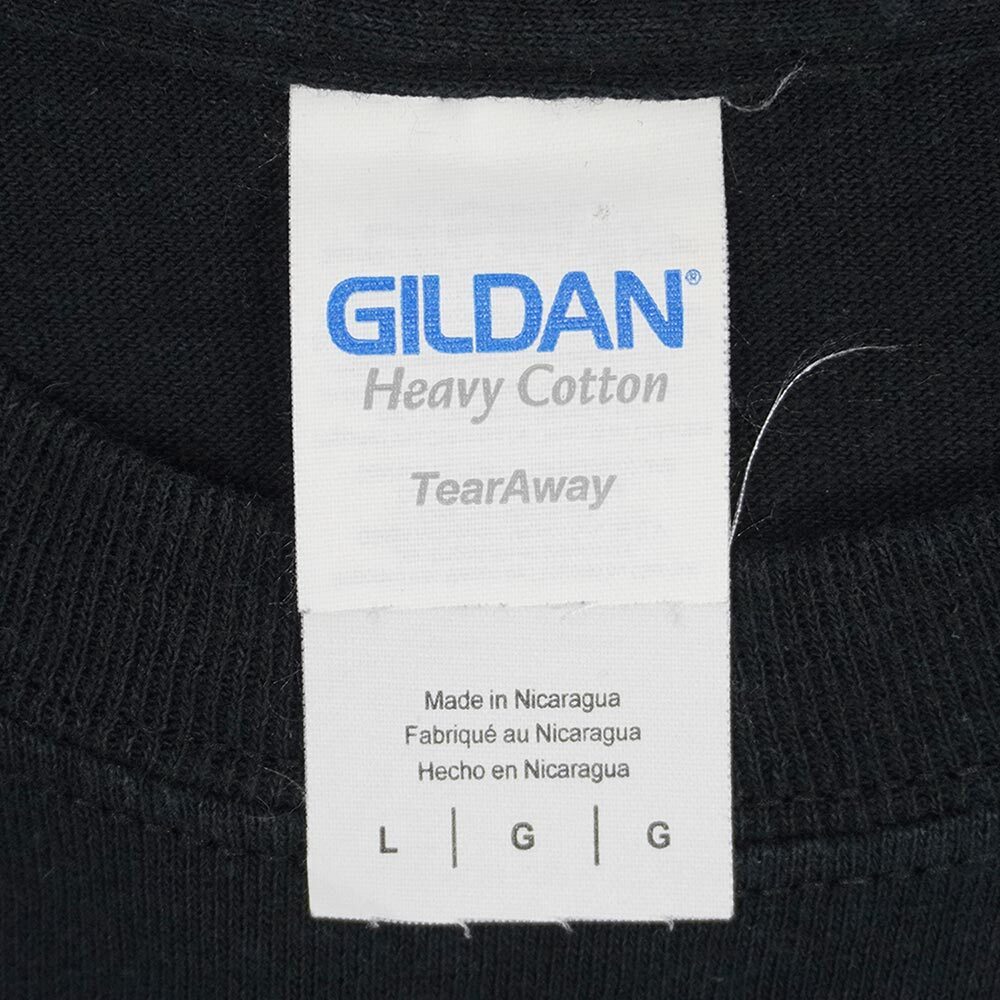 GILDAN®
Heavy Cotton
TearAway
Made in Nicaragua
Fabriqué au Nicaragua
Hecho en Nicaragua
L | G | G